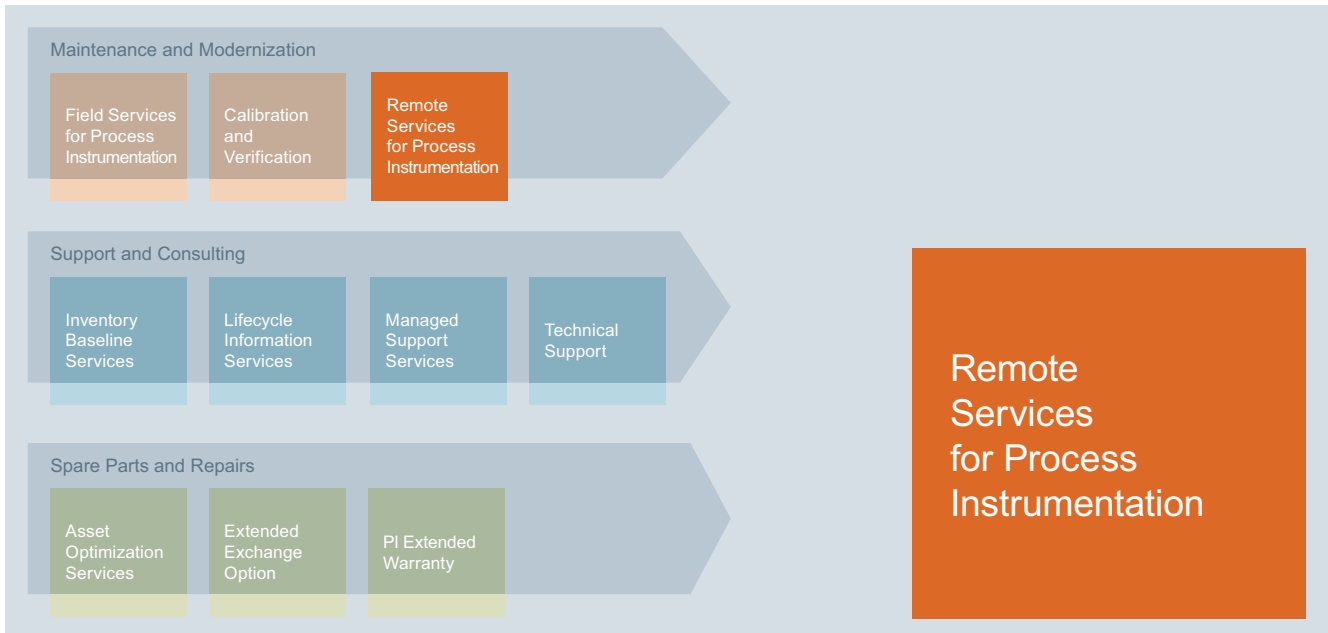 Maintenance and Modernization
Field Services
for Process
Instrumentation
Calibration
and
Verification
Remote
Services
for Process
Instrumentation
Support and Consulting
Inventory
Baseline
Services
Lifecycle
Information
Services
Managed
Support
Services
Technical
Support
Spare Parts and Repairs
Asset
Optimization
Services
Extended
Exchange
Option
PI Extended
Warranty
Remote
Services
for Process
Instrumentation